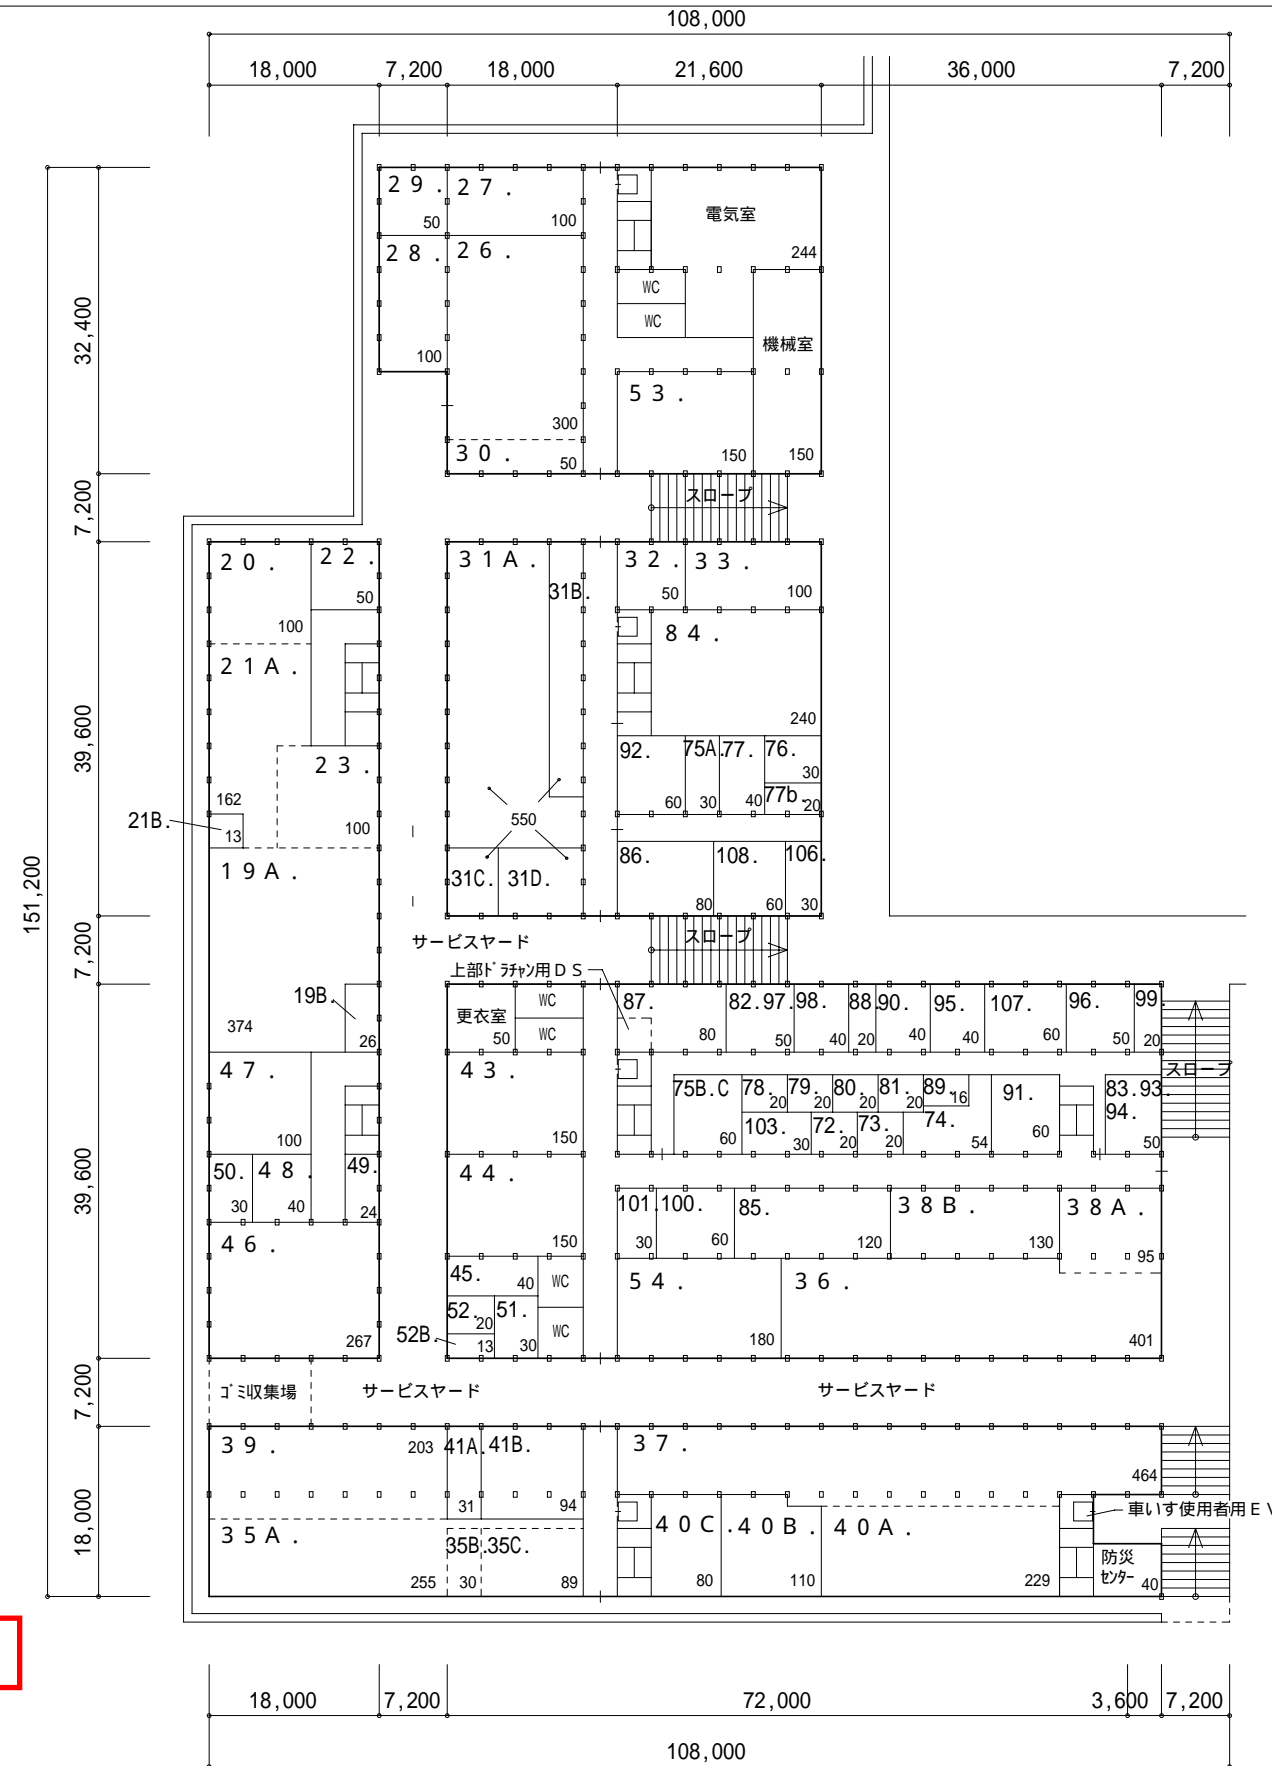 108,000
18,000 7,200 18,000 21,600 36,000 7,200
29. 27. 電気室
50 100 244
28. 26. WC
WC
機械室
100 53.
300
30. 50 150 150
スロープ
32,400
7,200
20. 22. 31A. 31B. 32. 33.
50 50 100
100 84.
21A.
240
23. 92. 75A. 77. 76.
30
162 60 30 40 77b. 20
21B. 13 100 550
19A. 86. 108. 106.
31C. 31D. 80 60 30
39,600
151,200
サービスヤード スロープ
上部ドラチャン用DS
7,200
19B. 更衣室 WC 87. 82.97. 98. 88. 90. 95. 107. 96. 99.
374 26 50 WC 80 50 40 20 40 40 60 50 20
スロープ
47. 43. 75B.C 78. 79. 80. 81. 89. 91. 83.93.
20 20 20 20 16 94.
103. 72. 73. 74.
100 150 60 30 20 20 54 60 50
50. 48. 49. 44. 101. 100. 85. 38B. 38A.
30 40 24 150 30 60 120 130 95
46. 45. 40 WC 54. 36.
52. 20 51. WC
52B. 13 30
267 180 401
39,600
ゴミ収集場 サービスヤード サービスヤード
7,200
39. 203 41A. 41B. 37.
464
31 94
車いす使用者用EV
35A. 35B. 35C. 40C. 40B. 40A. 防災
センター
255 30 89 80 110 229 40
18,000
18,000 7,200 72,000 3,600 7,200
108,000